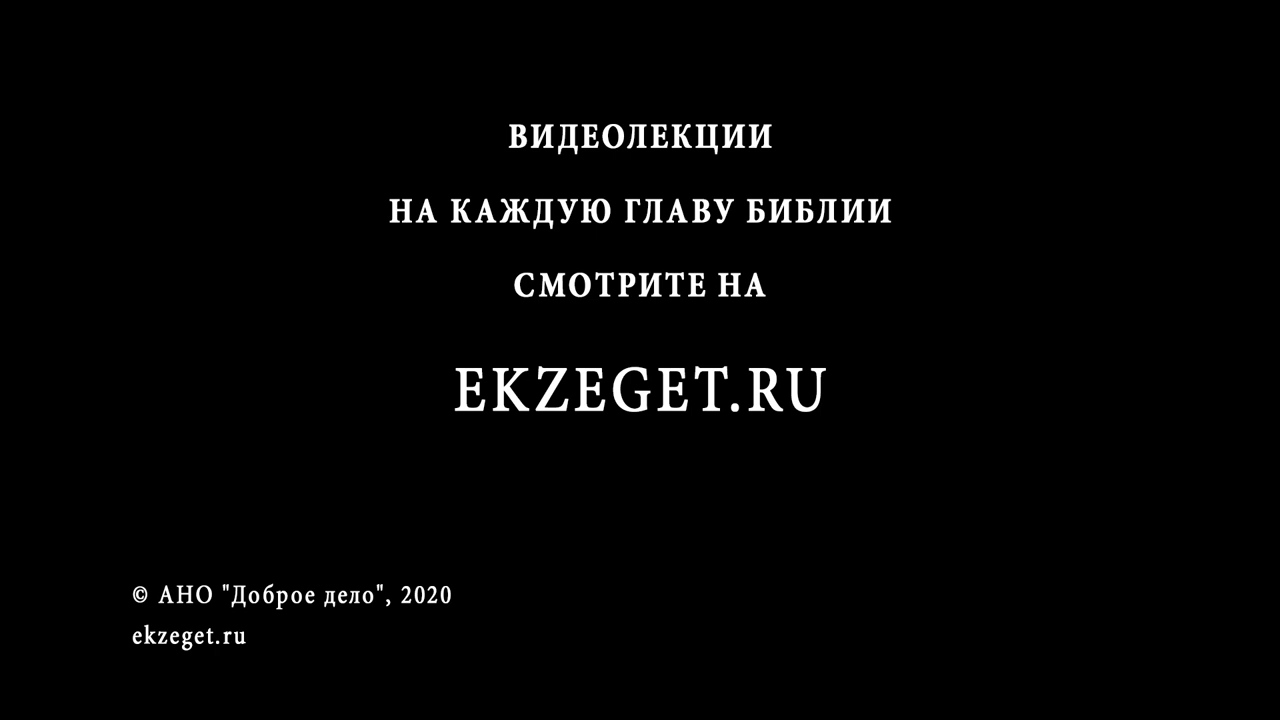 ВИДЕОЛЕКЦИИ
НА КАЖДУЮ ГЛАВУ БИБЛИИ
СМОТРИТЕ НА
EKZEGET.RU
© АНО "Доброе дело", 2020
ekzeget.ru